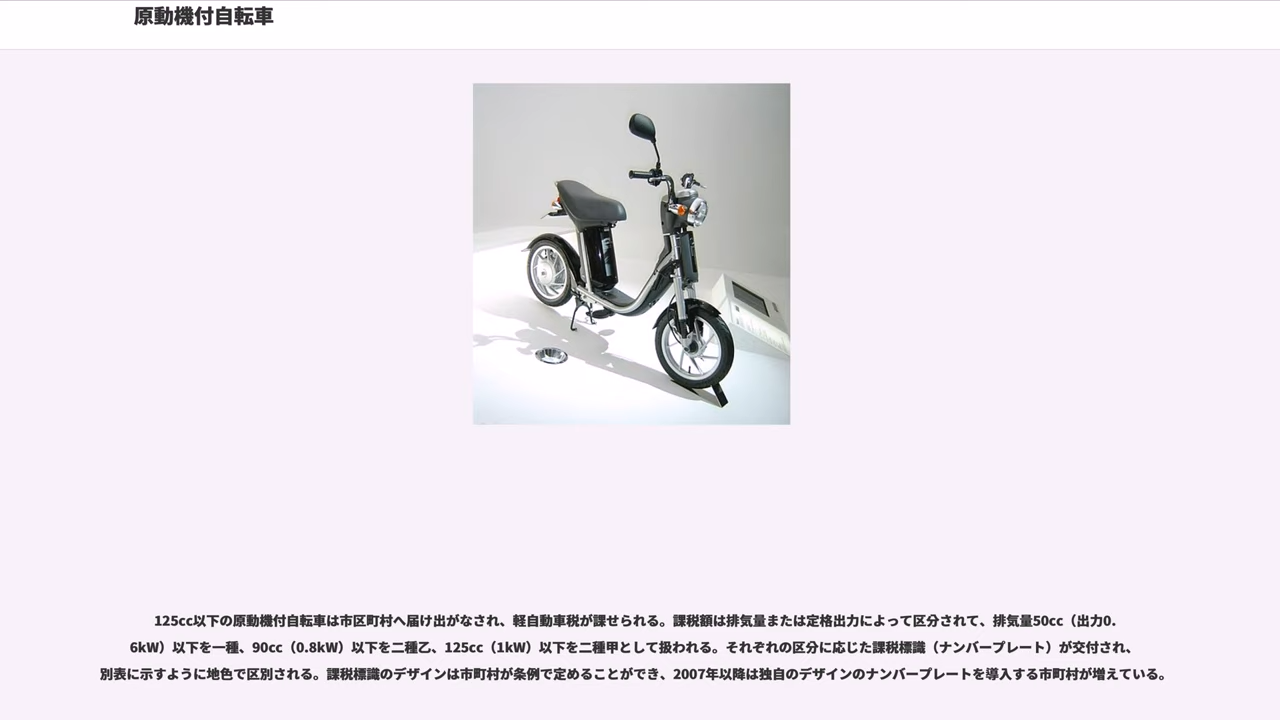 原動機付自転車
125cc以下の原動機付自転車は市区町村へ届け出がなされ、軽自動車税が課せられる。課税額は排気量または定格出力によって区分されて、排気量50cc（出力0.
6kW）以下を一種、90cc（0.8kW）以下を二種乙、125cc（1kW）以下を二種甲として扱われる。それぞれの区分に応じた課税標識（ナンバープレート）が交付され、
別表に示すように地色で区別される。課税標識のデザインは市町村が条例で定めることができ、2007年以降は独自のデザインのナンバープレートを導入する市町村が増えている。